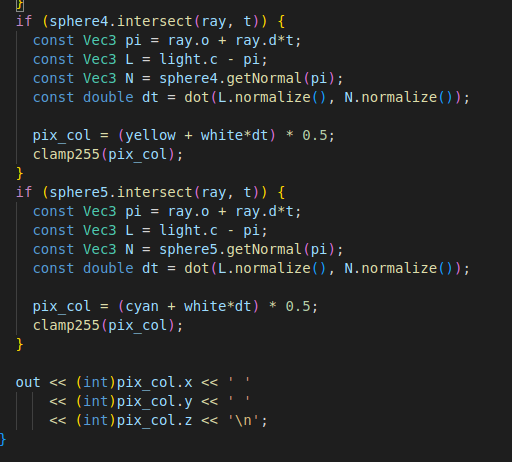 }
if (sphere4.intersect(ray, t)) {
const Vec3 pi = ray.o + ray.d*t;
const Vec3 L = light.c - pi;
const Vec3 N = sphere4.getNormal(pi);
const double dt = dot(L.normalize(), N.normalize());
pix_col = (yellow + white*dt) * 0.5;
clamp255(pix_col);
}
if (sphere5.intersect(ray, t)) {
const Vec3 pi = ray.o + ray.d*t;
const Vec3 L = light.c - pi;
const Vec3 N = sphere5.getNormal(pi);
const double dt = dot(L.normalize(), N.normalize());
pix_col = (cyan + white*dt) * 0.5;
clamp255(pix_col);
}
out << (int)pix_col.x << ' '
<< (int)pix_col.y << ' '
<< (int)pix_col.z << '\n';
}